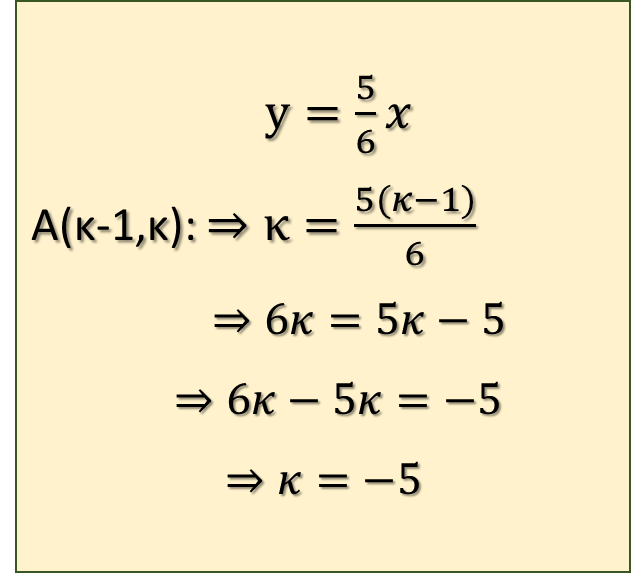 y = 5/6 x
A(κ-1,κ): ⇒ κ = 5(κ−1)/6
⇒ 6κ = 5κ − 5
⇒ 6κ − 5κ = −5
⇒ κ = −5